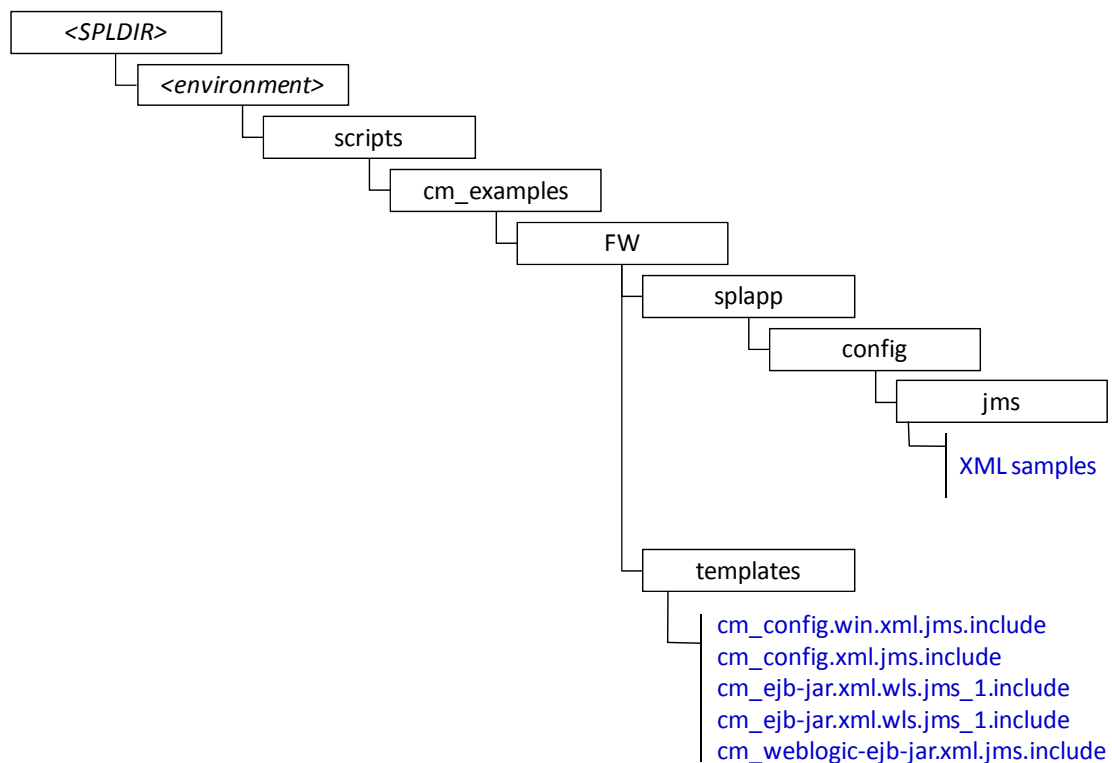 <SPLDIR>
<environment>
scripts
cm_examples
FW
splapp
config
jms
XML samples
templates
cm_config.win.xml.jms.include
cm_config.xml.jms.include
cm_ejb-jar.xml.wls.jms_1.include
cm_ejb-jar.xml.wls.jms_1.include
cm_weblogic-ejb-jar.xml.jms.include